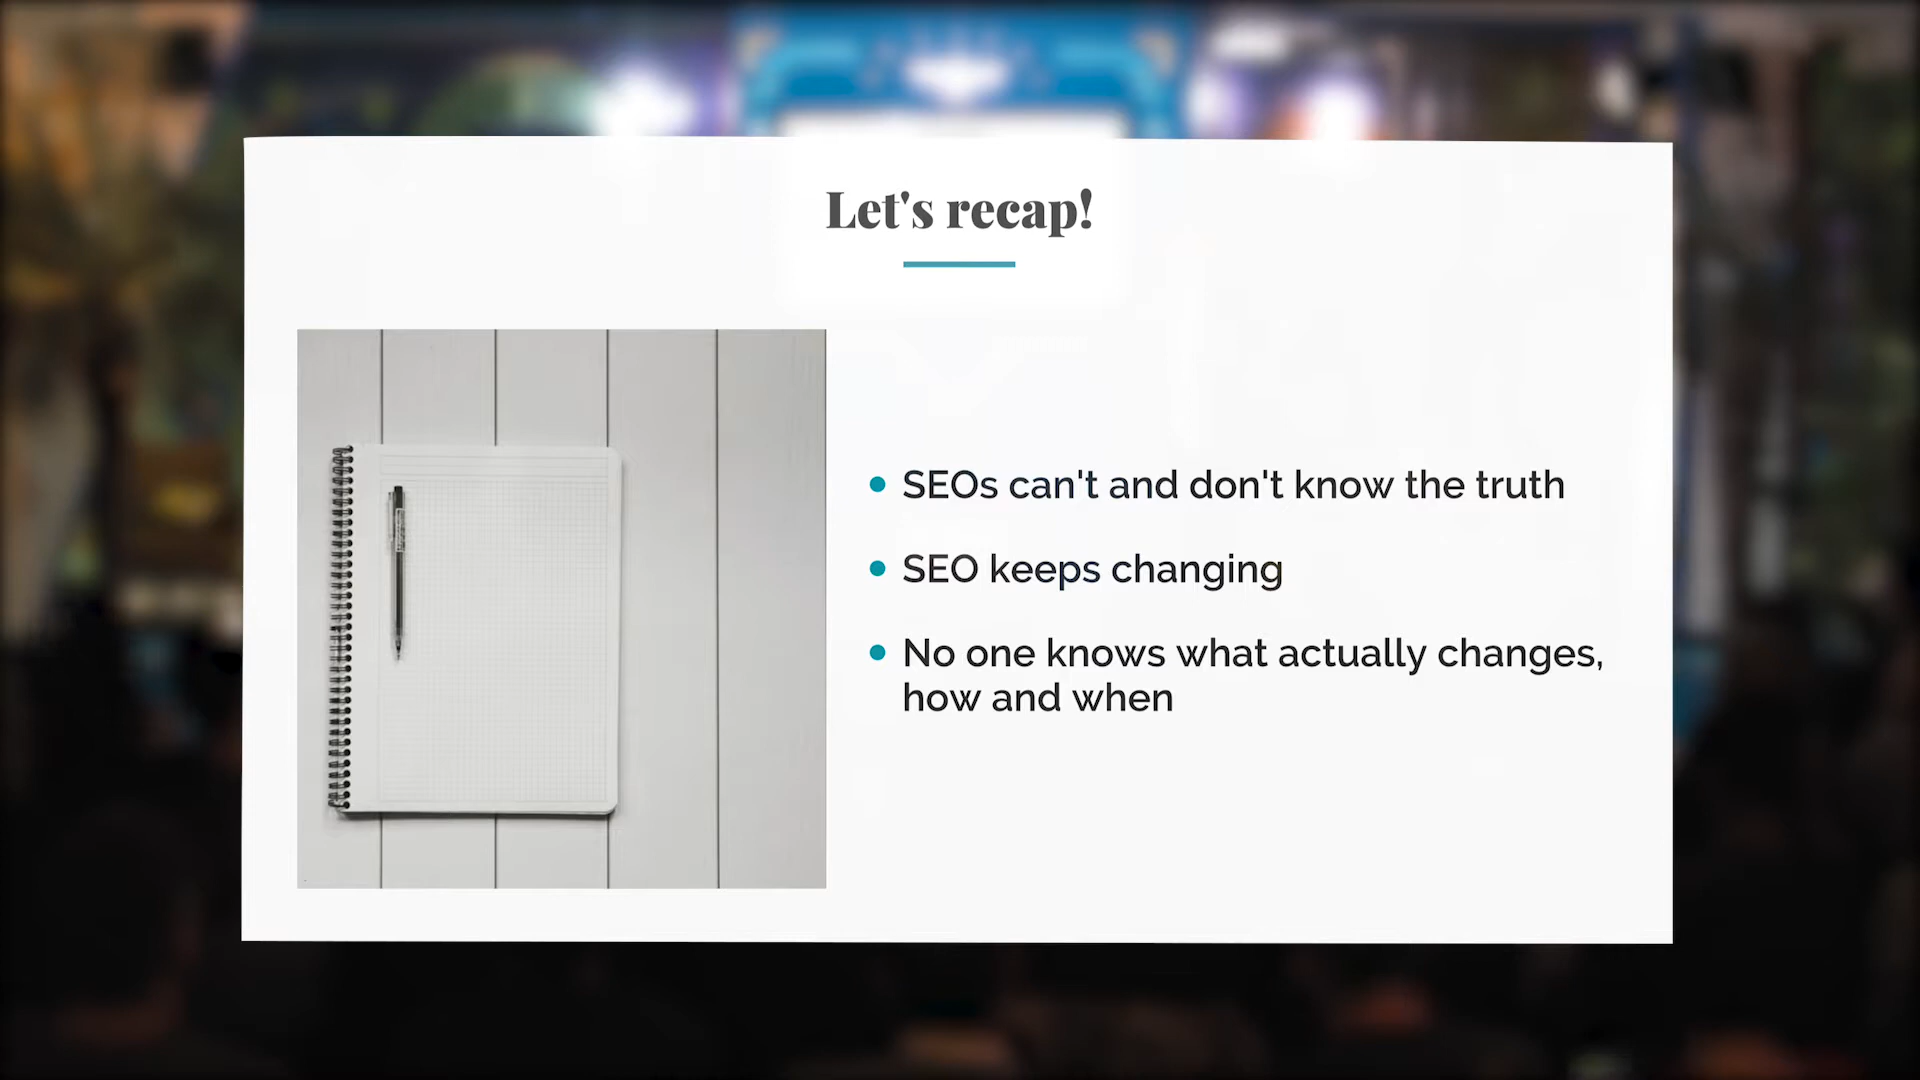 Let's recap!
SEOs can't and don't know the truth
SEO keeps changing
No one knows what actually changes,
how and when